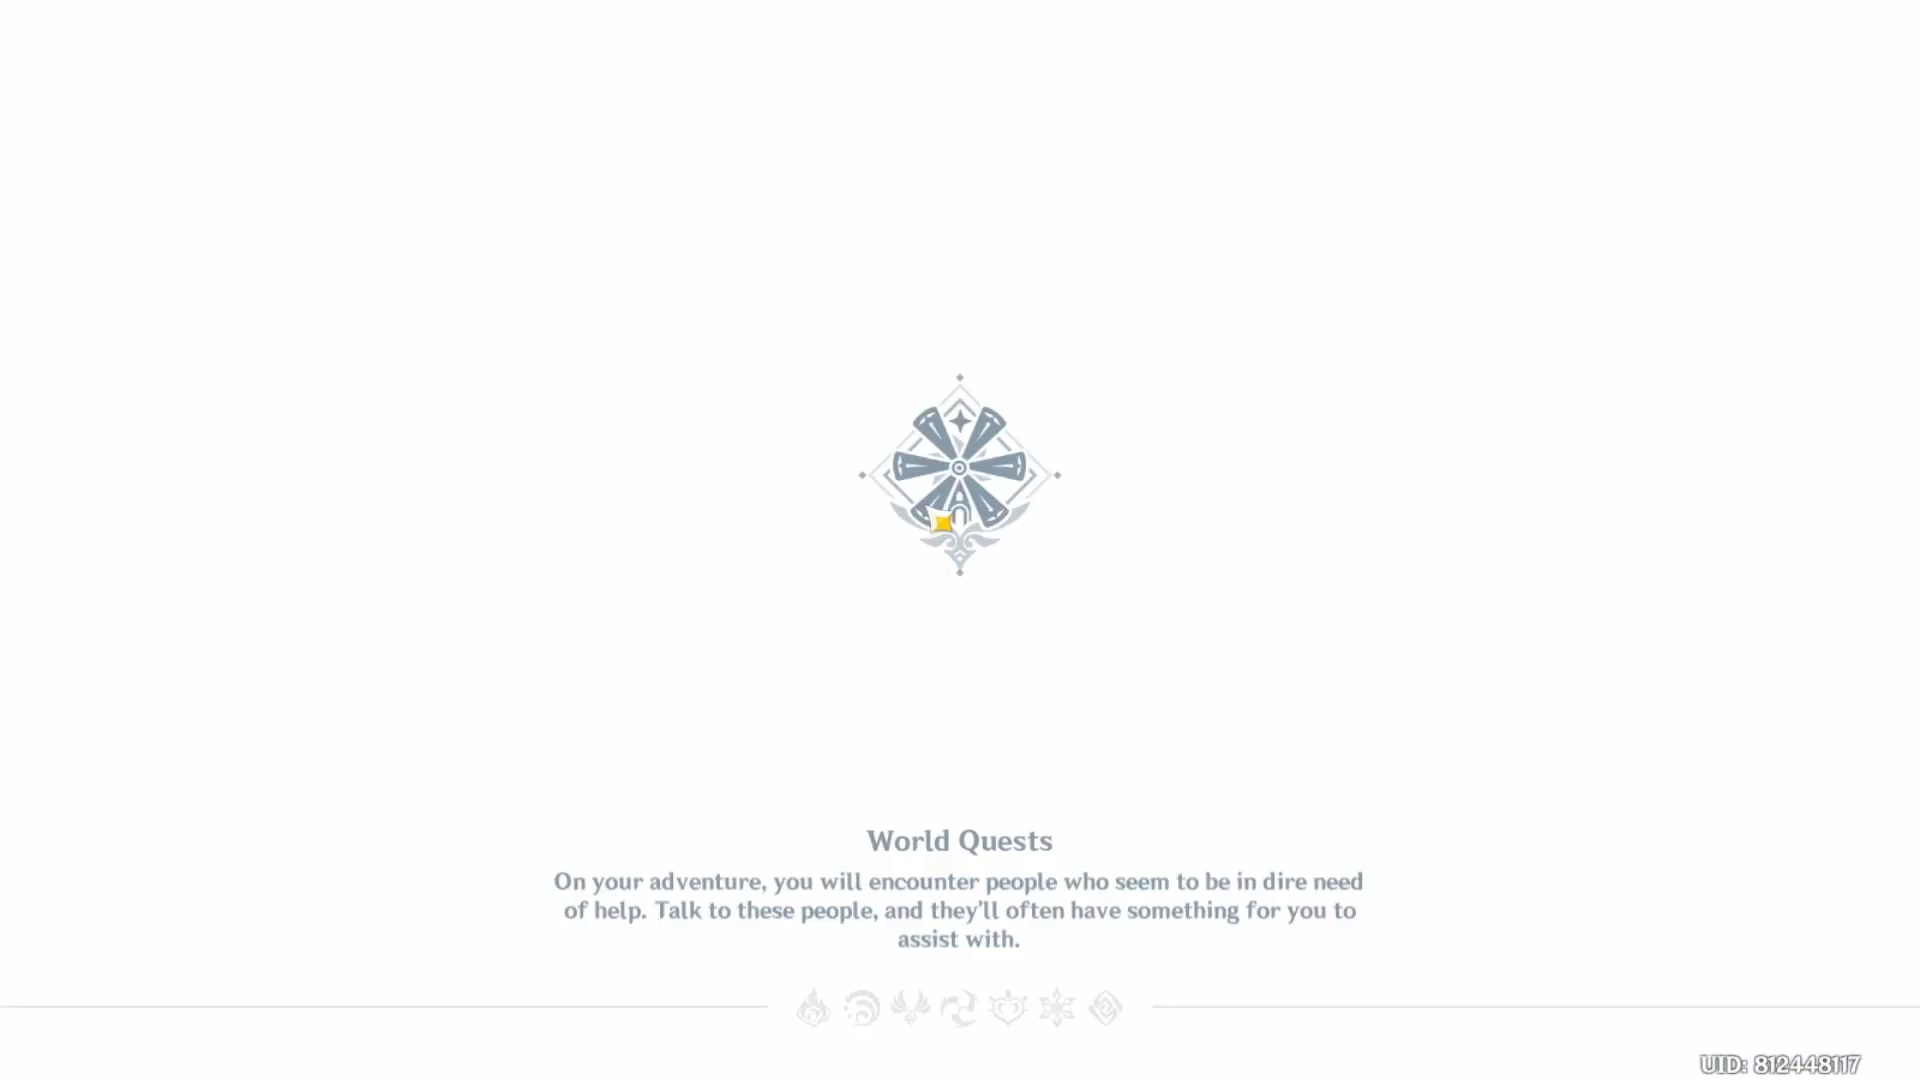 World Quests
On your adventure, you will encounter people who seem to be in dire need
of help. Talk to these people, and they'll often have something for you to
assist with.
UID: 812448117